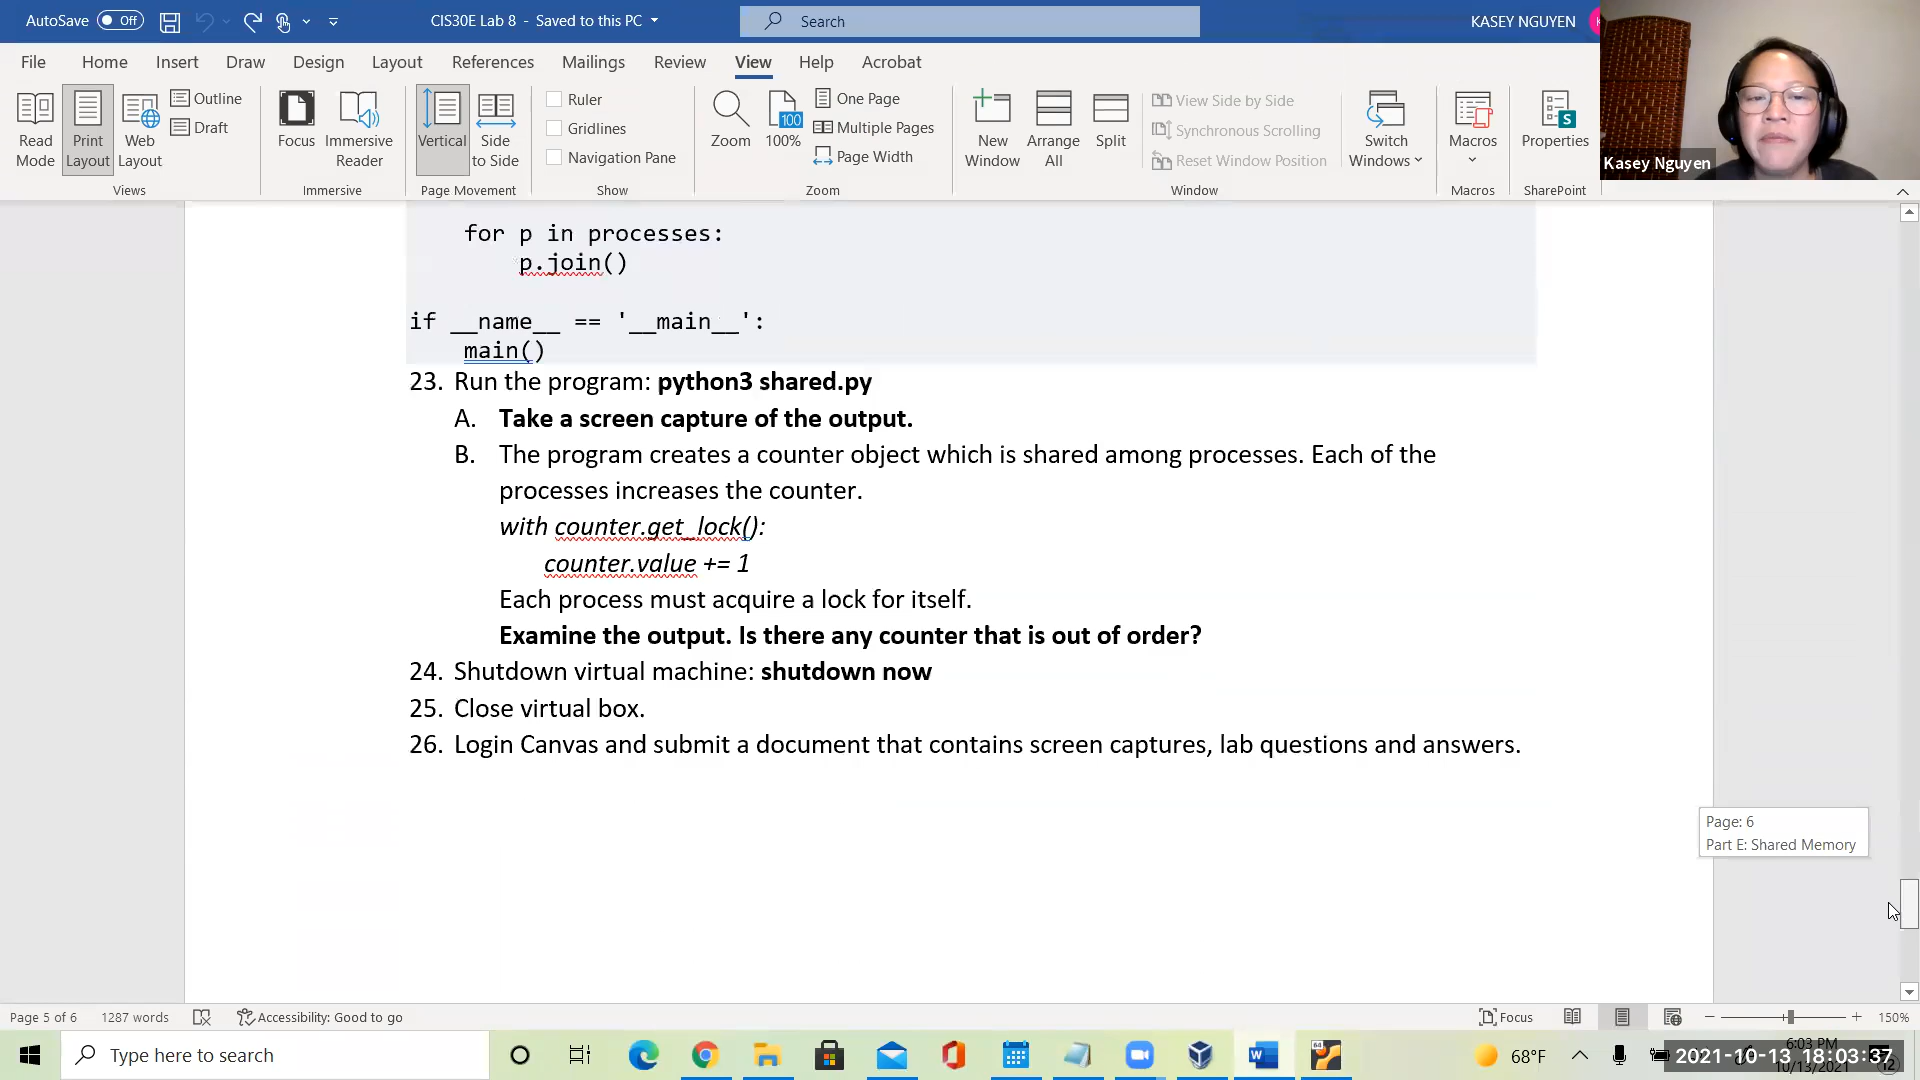 AutoSave Off CIS30E Lab 8 - Saved to this PC Search KASEY NGUYEN
File Home Insert Draw Design Layout References Mailings Review View Help Acrobat
Read Mode
Print Layout
Web Layout
Outline
Draft
Views
Focus
Immersive Reader
Immersive
Vertical
Side to Side
Page Movement
Ruler
Gridlines
Navigation Pane
Show
Zoom
100
100%
One Page
Multiple Pages
Page Width
Zoom
New Window
Arrange All
Split
View Side by Side
Synchronous Scrolling
Reset Window Position
Switch Windows
Window
Macros
Macros
Properties
SharePoint
Kasey Nguyen
for p in processes:
p.join()
if __name__ == '__main__':
main()
23. Run the program: python3 shared.py
A. Take a screen capture of the output.
B. The program creates a counter object which is shared among processes. Each of the
processes increases the counter.
with counter.get_lock():
counter.value += 1
Each process must acquire a lock for itself.
Examine the output. Is there any counter that is out of order?
24. Shutdown virtual machine: shutdown now
25. Close virtual box.
26. Login Canvas and submit a document that contains screen captures, lab questions and answers.
Page: 6
Part E: Shared Memory
Page 5 of 6 1287 words Accessibility: Good to go Focus 150%
Type here to search 68°F 6:03 PM
2021-10-13 18:03:37
10/13/2021